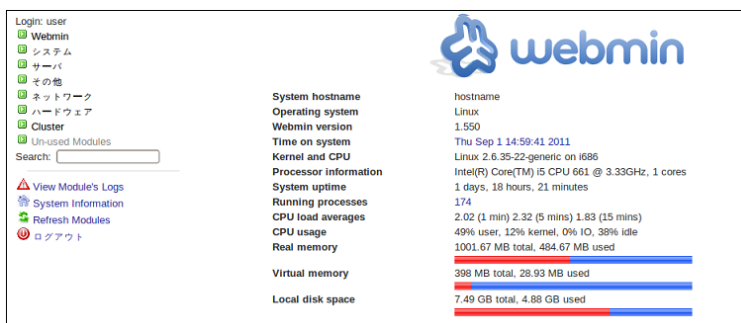 Login: user
Webmin
システム
サーバ
その他
ネットワーク
ハードウェア
Cluster
Un-used Modules
Search:
View Module's Logs
System Information
Refresh Modules
ログアウト
webmin
System hostname hostname
Operating system Linux
Webmin version 1.550
Time on system Thu Sep 1 14:59:41 2011
Kernel and CPU Linux 2.6.35-22-generic on i686
Processor information Intel(R) Core(TM) i5 CPU 661 @ 3.33GHz, 1 cores
System uptime 1 days, 18 hours, 21 minutes
Running processes 174
CPU load averages 2.02 (1 min) 2.32 (5 mins) 1.83 (15 mins)
CPU usage 49% user, 12% kernel, 0% IO, 38% idle
Real memory 1001.67 MB total, 484.67 MB used
Virtual memory 398 MB total, 28.93 MB used
Local disk space 7.49 GB total, 4.88 GB used